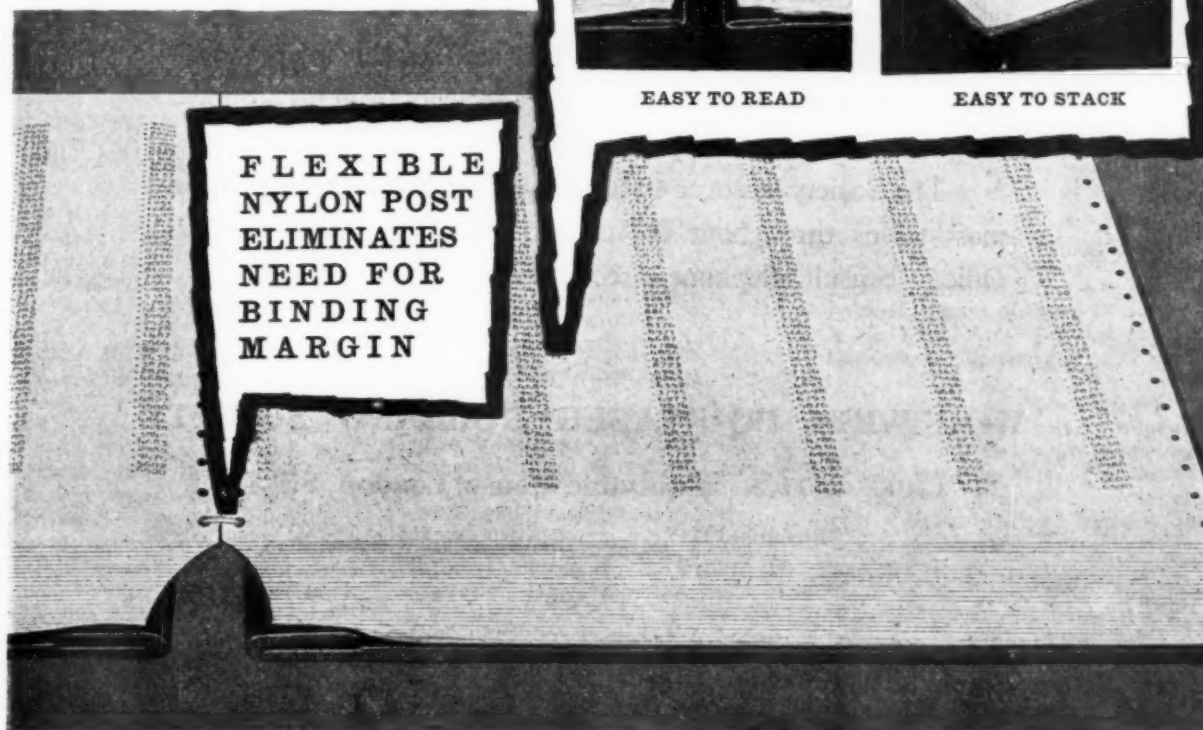 EASY TO READ
EASY TO STACK
FLEXIBLE
NYLON POST
ELIMINATES
NEED FOR
BINDING
MARGIN